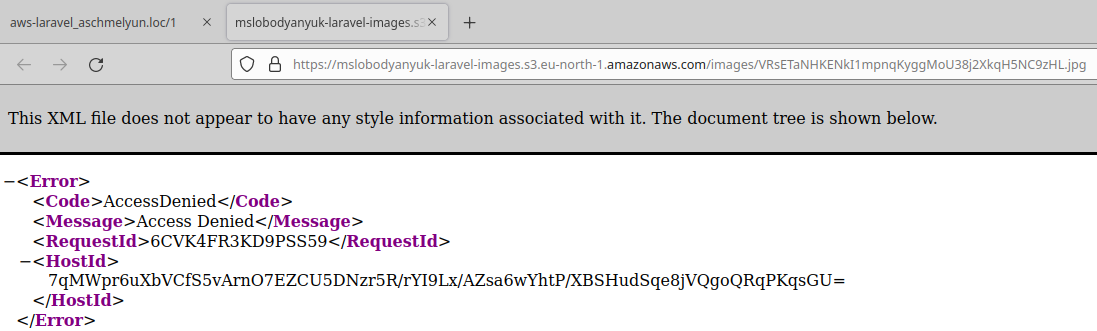 aws-laravel_aschmelyun.loc/1
mslobodyanyuk-laravel-images.s3
https://mslobodyanyuk-laravel-images.s3.eu-north-1.amazonaws.com/images/VRsETaNHKENkI1mpnqKyggMoU38j2XkqH5NC9zHL.jpg
This XML file does not appear to have any style information associated with it. The document tree is shown below.
−<Error>
<Code>AccessDenied</Code>
<Message>Access Denied</Message>
<RequestId>6CVK4FR3KD9PSS59</RequestId>
−<HostId>
7qMWpr6uXbVCfS5vArnO7EZCU5DNzr5R/rYI9Lx/AZsa6wYhtP/XBSHudSqe8jVQgoQRqPKqsGU=
</HostId>
</Error>